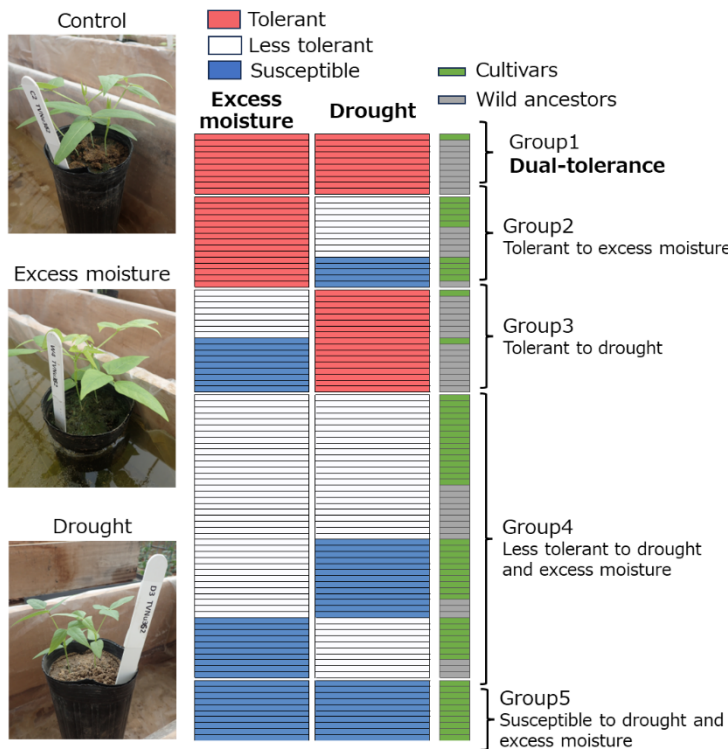 Control
Tolerant
Less tolerant
Susceptible
Cultivars
Wild ancestors
Excess
moisture
Drought
Group1
Dual-tolerance
Group2
Tolerant to excess moisture
Excess moisture
Group3
Tolerant to drought
Drought
Group4
Less tolerant to drought
and excess moisture
Group5
Susceptible to drought and
excess moisture